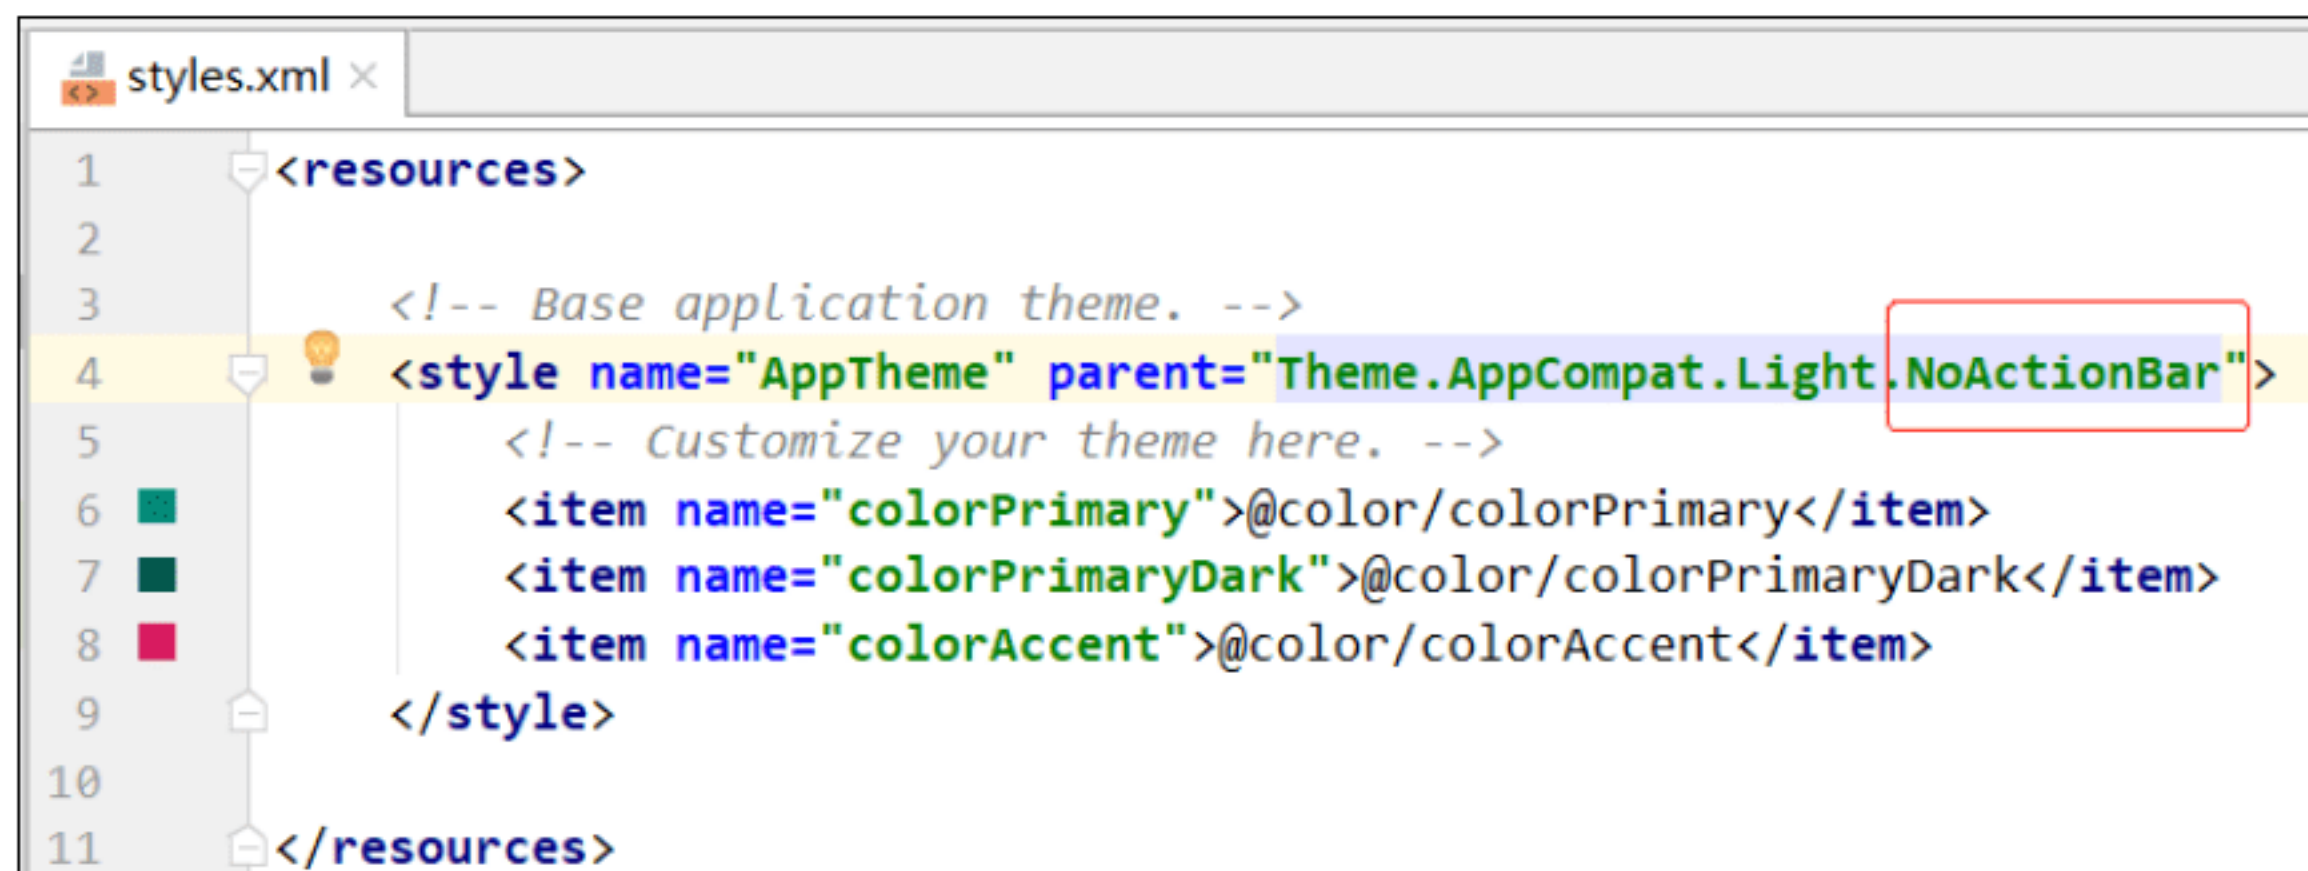 styles.xml
1 <resources>
2
3 <!-- Base application theme. -->
4 <style name="AppTheme" parent="Theme.AppCompat.Light.NoActionBar">
5 <!-- Customize your theme here. -->
6 <item name="colorPrimary">@color/colorPrimary</item>
7 <item name="colorPrimaryDark">@color/colorPrimaryDark</item>
8 <item name="colorAccent">@color/colorAccent</item>
9 </style>
10
11 </resources>